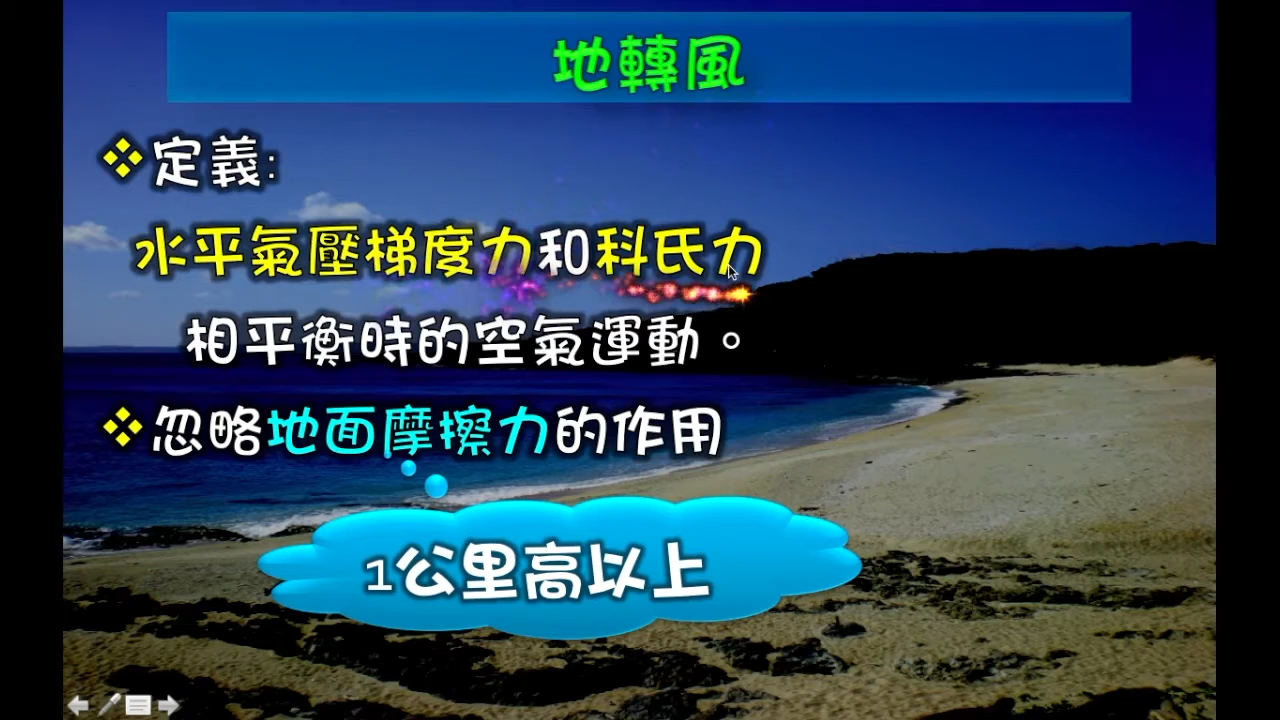 地轉風
定義:
水平氣壓梯度力和科氏力
相平衡時的空氣運動。
忽略地面摩擦力的作用
1公里高以上